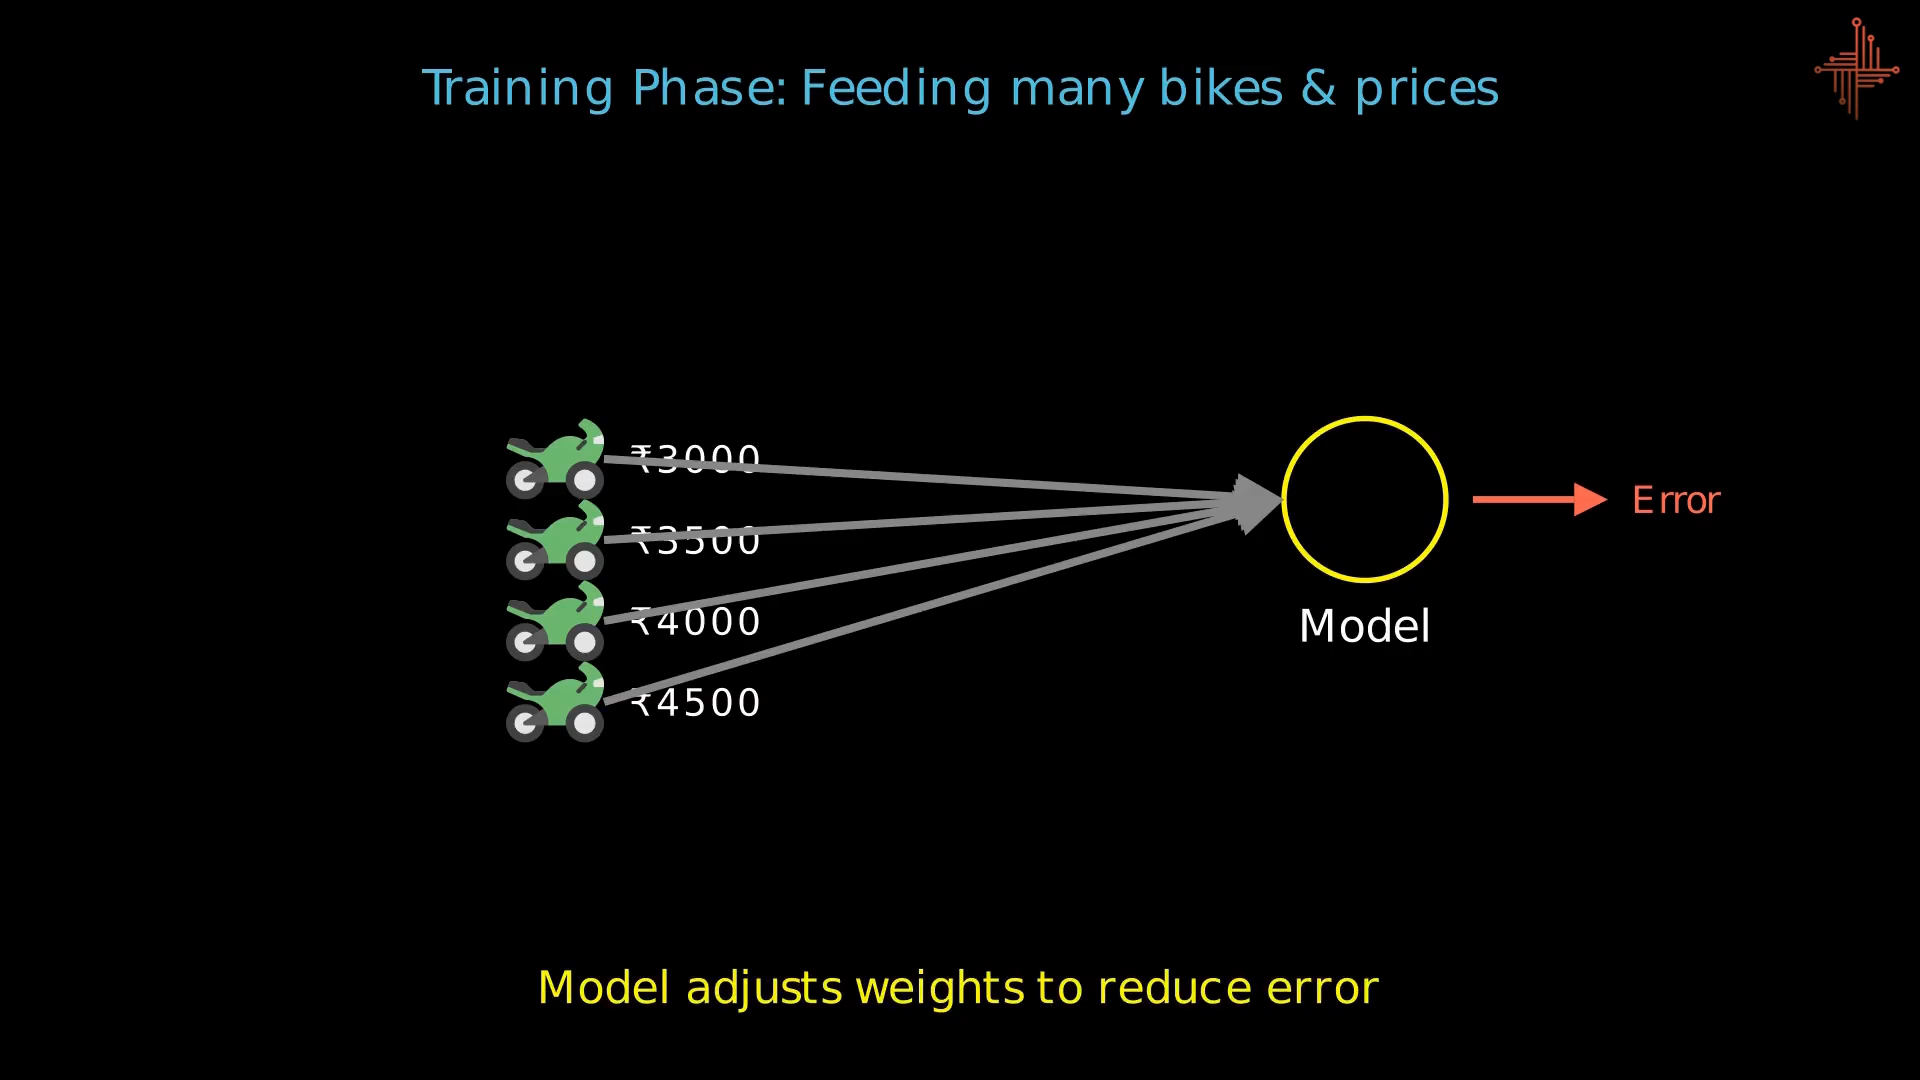 Training Phase: Feeding many bikes & prices
₹3000
₹3500
₹4000
₹4500
Error
Model
Model adjusts weights to reduce error